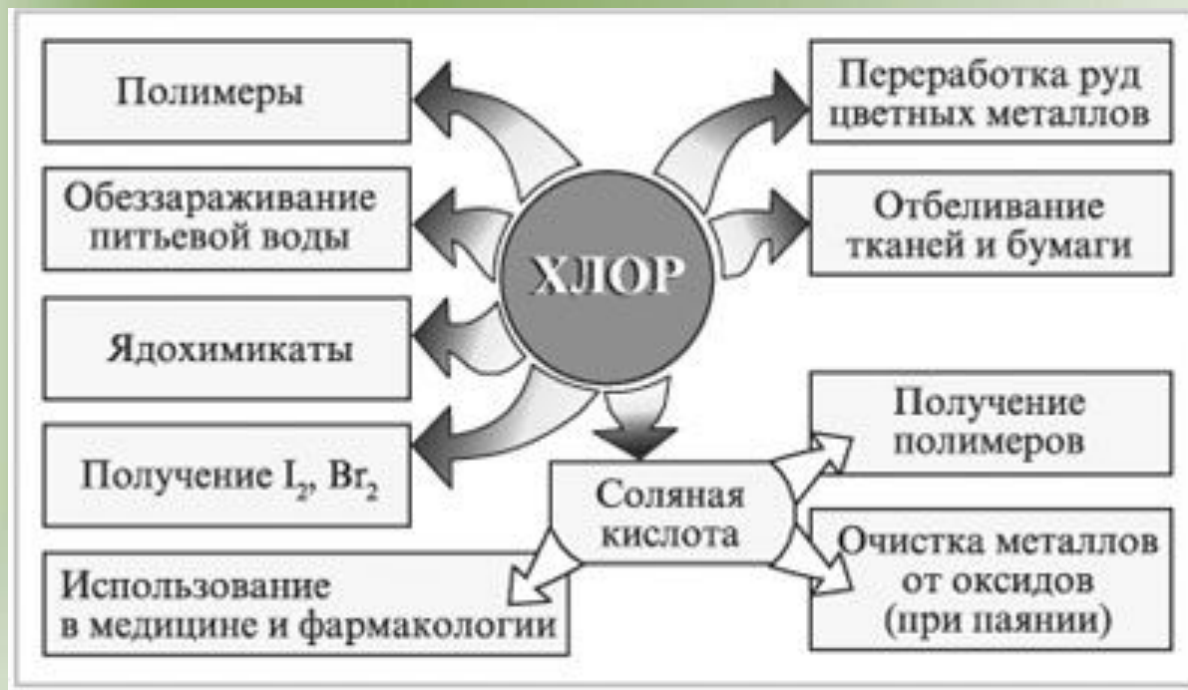 Полимеры
Обеззараживание
питьевой воды
Ядохимикаты
Получение I₂, Br₂
Использование
в медицине и фармакологии
ХЛОР
Соляная
кислота
Переработка руд
цветных металлов
Отбеливание
тканей и бумаги
Получение
полимеров
Очистка металлов
от оксидов
(при паянии)